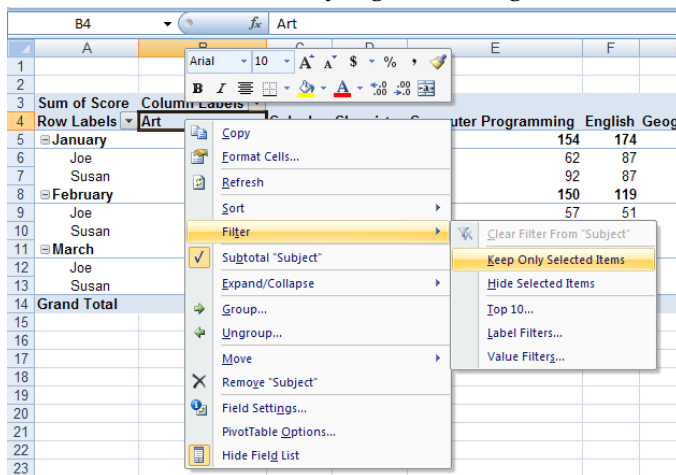 B4 fx Art
A B C D E F
1 Arial 10 A A $ % ,
2 B I A .00 .00
3 Sum of Score Column Labels
4 Row Labels Art Computer Programming English Geog
5 January 154 174
6 Joe 62 87
7 Susan 92 87
8 February 150 119
9 Joe 57 51
10 Susan
11 March
12 Joe
13 Susan
14 Grand Total
15
16
17
18
19
20
21
22
23
Copy
Format Cells...
Refresh
Sort
Filter
Subtotal "Subject"
Expand/Collapse
Group...
Ungroup...
Move
Remove "Subject"
Field Settings...
PivotTable Options...
Hide Field List
Clear Filter From "Subject"
Keep Only Selected Items
Hide Selected Items
Top 10...
Label Filters...
Value Filters...